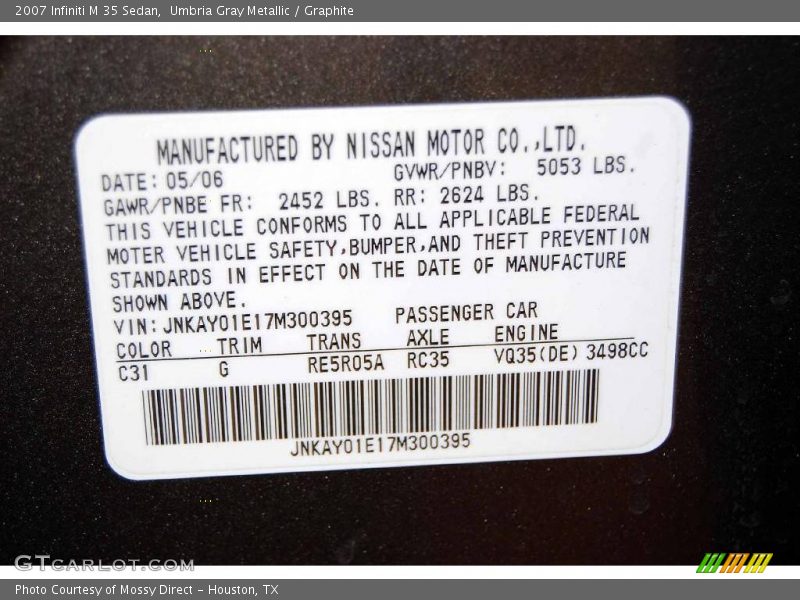 2007 Infiniti M 35 Sedan,  Umbria Gray Metallic / Graphite
MANUFACTURED BY NISSAN MOTOR CO.,LTD.
DATE: 05/06 GVWR/PNBV: 5053 LBS.
GAWR/PNBE FR: 2452 LBS. RR: 2624 LBS.
THIS VEHICLE CONFORMS TO ALL APPLICABLE FEDERAL
MOTER VEHICLE SAFETY,BUMPER,AND THEFT PREVENTION
STANDARDS IN EFFECT ON THE DATE OF MANUFACTURE
SHOWN ABOVE.
VIN: JNKAY01E17M300395 PASSENGER CAR
COLOR TRIM TRANS AXLE ENGINE
C31 G RE5R05A RC35 VQ35(DE) 3498CC
JNKAY01E17M300395
GTcarlot.com
Photo Courtesy of Mossy Direct - Houston, TX